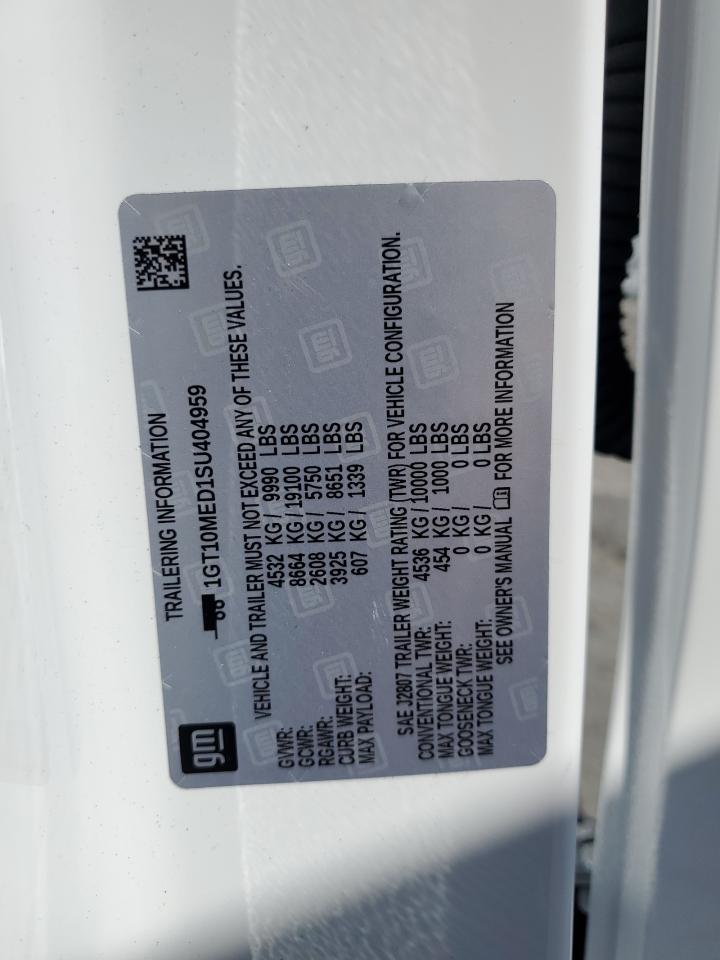 gm
TRAILERING INFORMATION
1GT10MED1SU404959
VEHICLE AND TRAILER MUST NOT EXCEED ANY OF THESE VALUES.
GVWR: 4532 KG / 9990 LBS
GCWR: 8664 KG / 19100 LBS
RGAWR: 2608 KG / 5750 LBS
CURB WEIGHT: 3925 KG / 8651 LBS
MAX PAYLOAD: 607 KG / 1339 LBS
SAE J2807 TRAILER WEIGHT RATING (TWR) FOR VEHICLE CONFIGURATION.
CONVENTIONAL TWR: 4536 KG / 10000 LBS
MAX TONGUE WEIGHT: 454 KG / 1000 LBS
GOOSENECK TWR: 0 KG / 0 LBS
MAX TONGUE WEIGHT: 0 KG / 0 LBS
SEE OWNER'S MANUAL FOR MORE INFORMATION